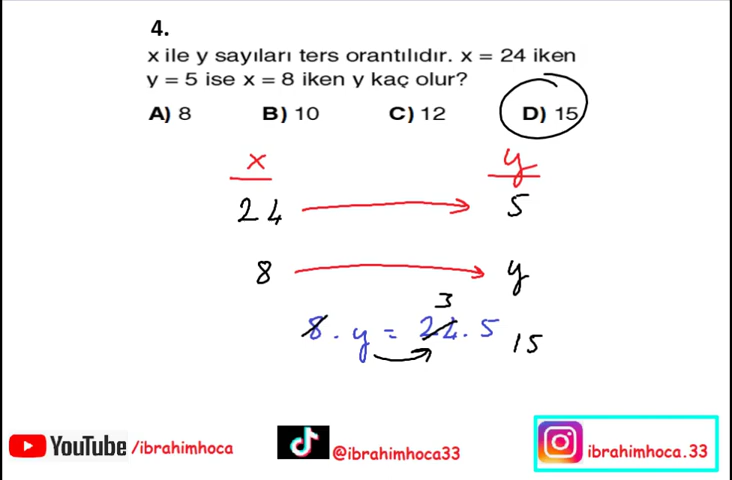 4.
x ile y sayıları ters orantılıdır. x = 24 iken
y = 5 ise x = 8 iken y kaç olur?
A) 8 B) 10 C) 12 D) 15
x y
24 5
8 y
3
8 . y = 24 . 5 15
YouTube /ibrahimhoca @ibrahimhoca33 ibrahimhoca.33